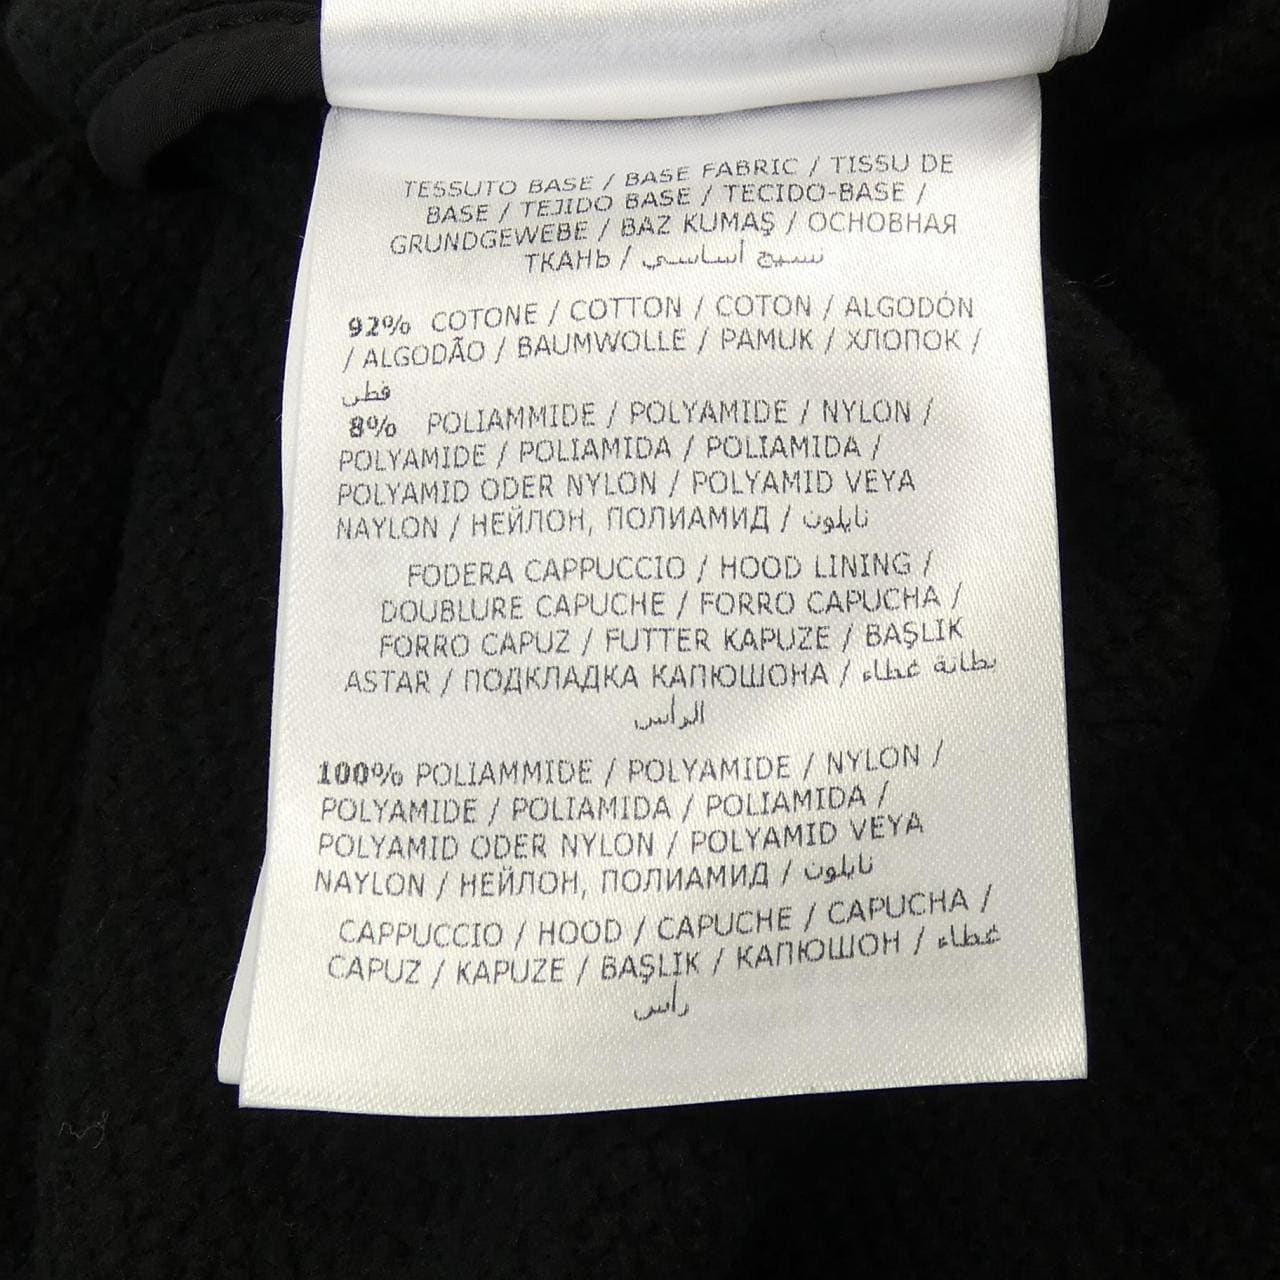 TESSUTO BASE / BASE FABRIC / TISSU DE
BASE / TEJIDO BASE / TECIDO-BASE /
GRUNDGEWEBE / BAZ KUMAŞ / ОСНОВНАЯ
ТКАНЬ / نسيج أساسي
92% COTONE / COTTON / COTON / ALGODÓN
/ ALGODÃO / BAUMWOLLE / PAMUK / ХЛОПОК /
قطن
8% POLIAMMIDE / POLYAMIDE / NYLON /
POLYAMIDE / POLIAMIDA / POLIAMIDA /
POLYAMID ODER NYLON / POLYAMID VEYA
NAYLON / НЕЙЛОН, ПОЛИАМИД / نايلون
FODERA CAPPUCCIO / HOOD LINING /
DOUBLURE CAPUCHE / FORRO CAPUCHA /
FORRO CAPUZ / FUTTER KAPUZE / BAŞLIK
ASTAR / ПОДКЛАДКА КАПЮШОНА / بطانة غطاء
الرأس
100% POLIAMMIDE / POLYAMIDE / NYLON /
POLYAMIDE / POLIAMIDA / POLIAMIDA /
POLYAMID ODER NYLON / POLYAMID VEYA
NAYLON / НЕЙЛОН, ПОЛИАМИД / نايلون
CAPPUCCIO / HOOD / CAPUCHE / CAPUCHA /
CAPUZ / KAPUZE / BAŞLIK / КАПЮШОН / غطاء
رأس